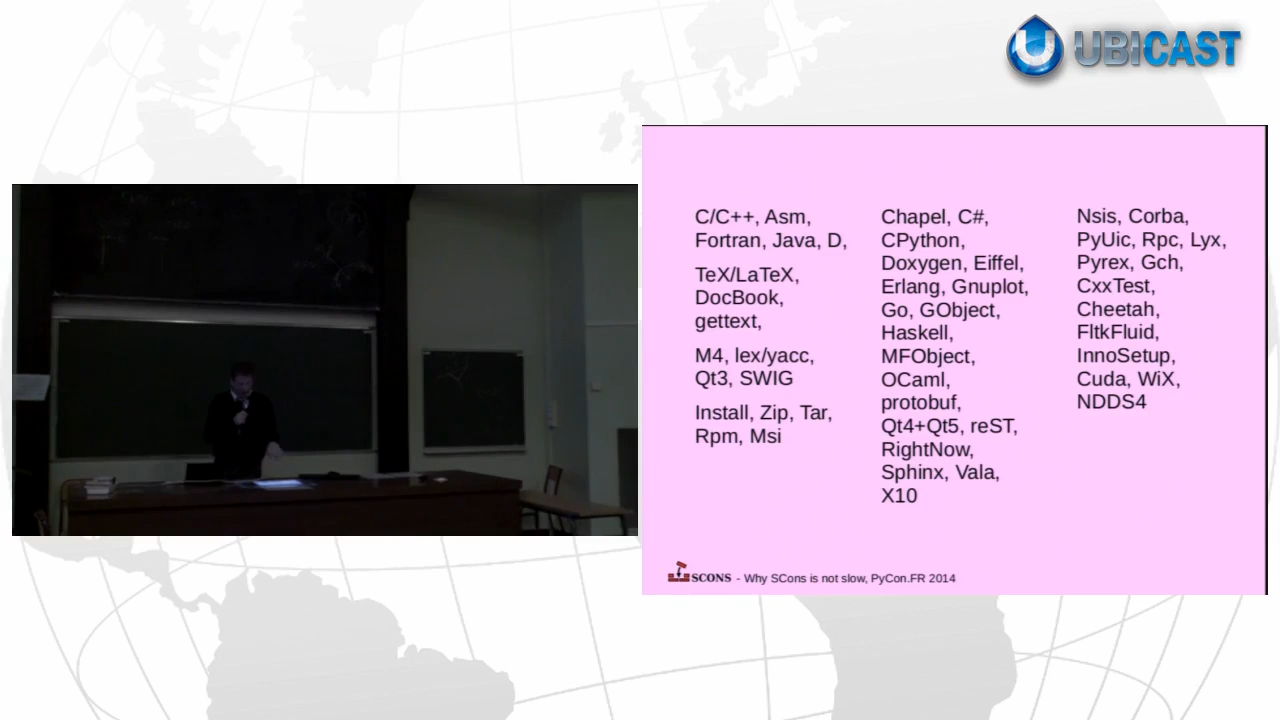 UBICAST
C/C++, Asm,
Fortran, Java, D,
TeX/LaTeX,
DocBook,
gettext,
M4, lex/yacc,
Qt3, SWIG
Install, Zip, Tar,
Rpm, Msi
Chapel, C#,
CPython,
Doxygen, Eiffel,
Erlang, Gnuplot,
Go, GObject,
Haskell,
MFObject,
OCaml,
protobuf,
Qt4+Qt5, reST,
RightNow,
Sphinx, Vala,
X10
Nsis, Corba,
PyUic, Rpc, Lyx,
Pyrex, Gch,
CxxTest,
Cheetah,
FltkFluid,
InnoSetup,
Cuda, WiX,
NDDS4
SCONS - Why SCons is not slow, PyCon.FR 2014